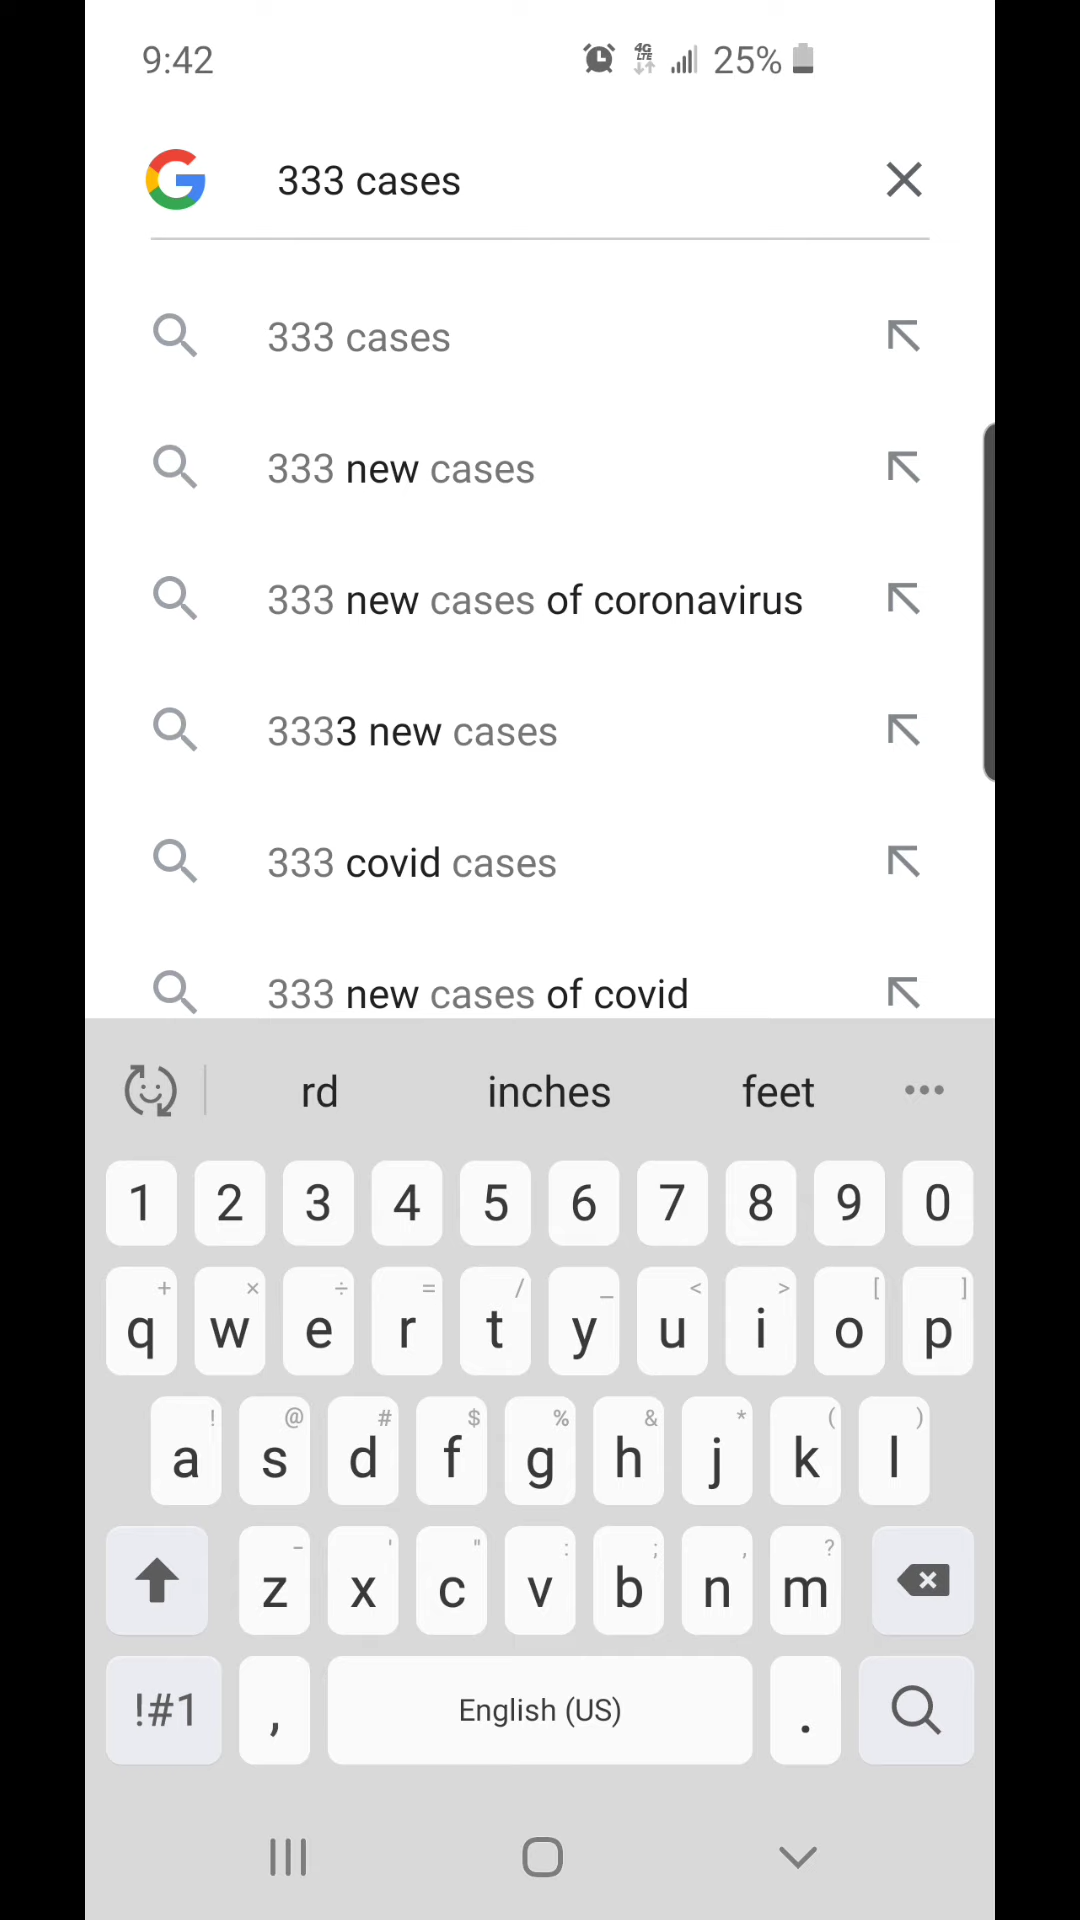 9:42 4G LTE 25%
333 cases
333 cases
333 new cases
333 new cases of coronavirus
3333 new cases
333 covid cases
333 new cases of covid
rd inches feet
1 2 3 4 5 6 7 8 9 0
+ × ÷ = / _ < > [ ]
q w e r t y u i o p
! @ # $ % & * ( )
a s d f g h j k l
- ' " : ; , ?
z x c v b n m
!#1 , English (US) .